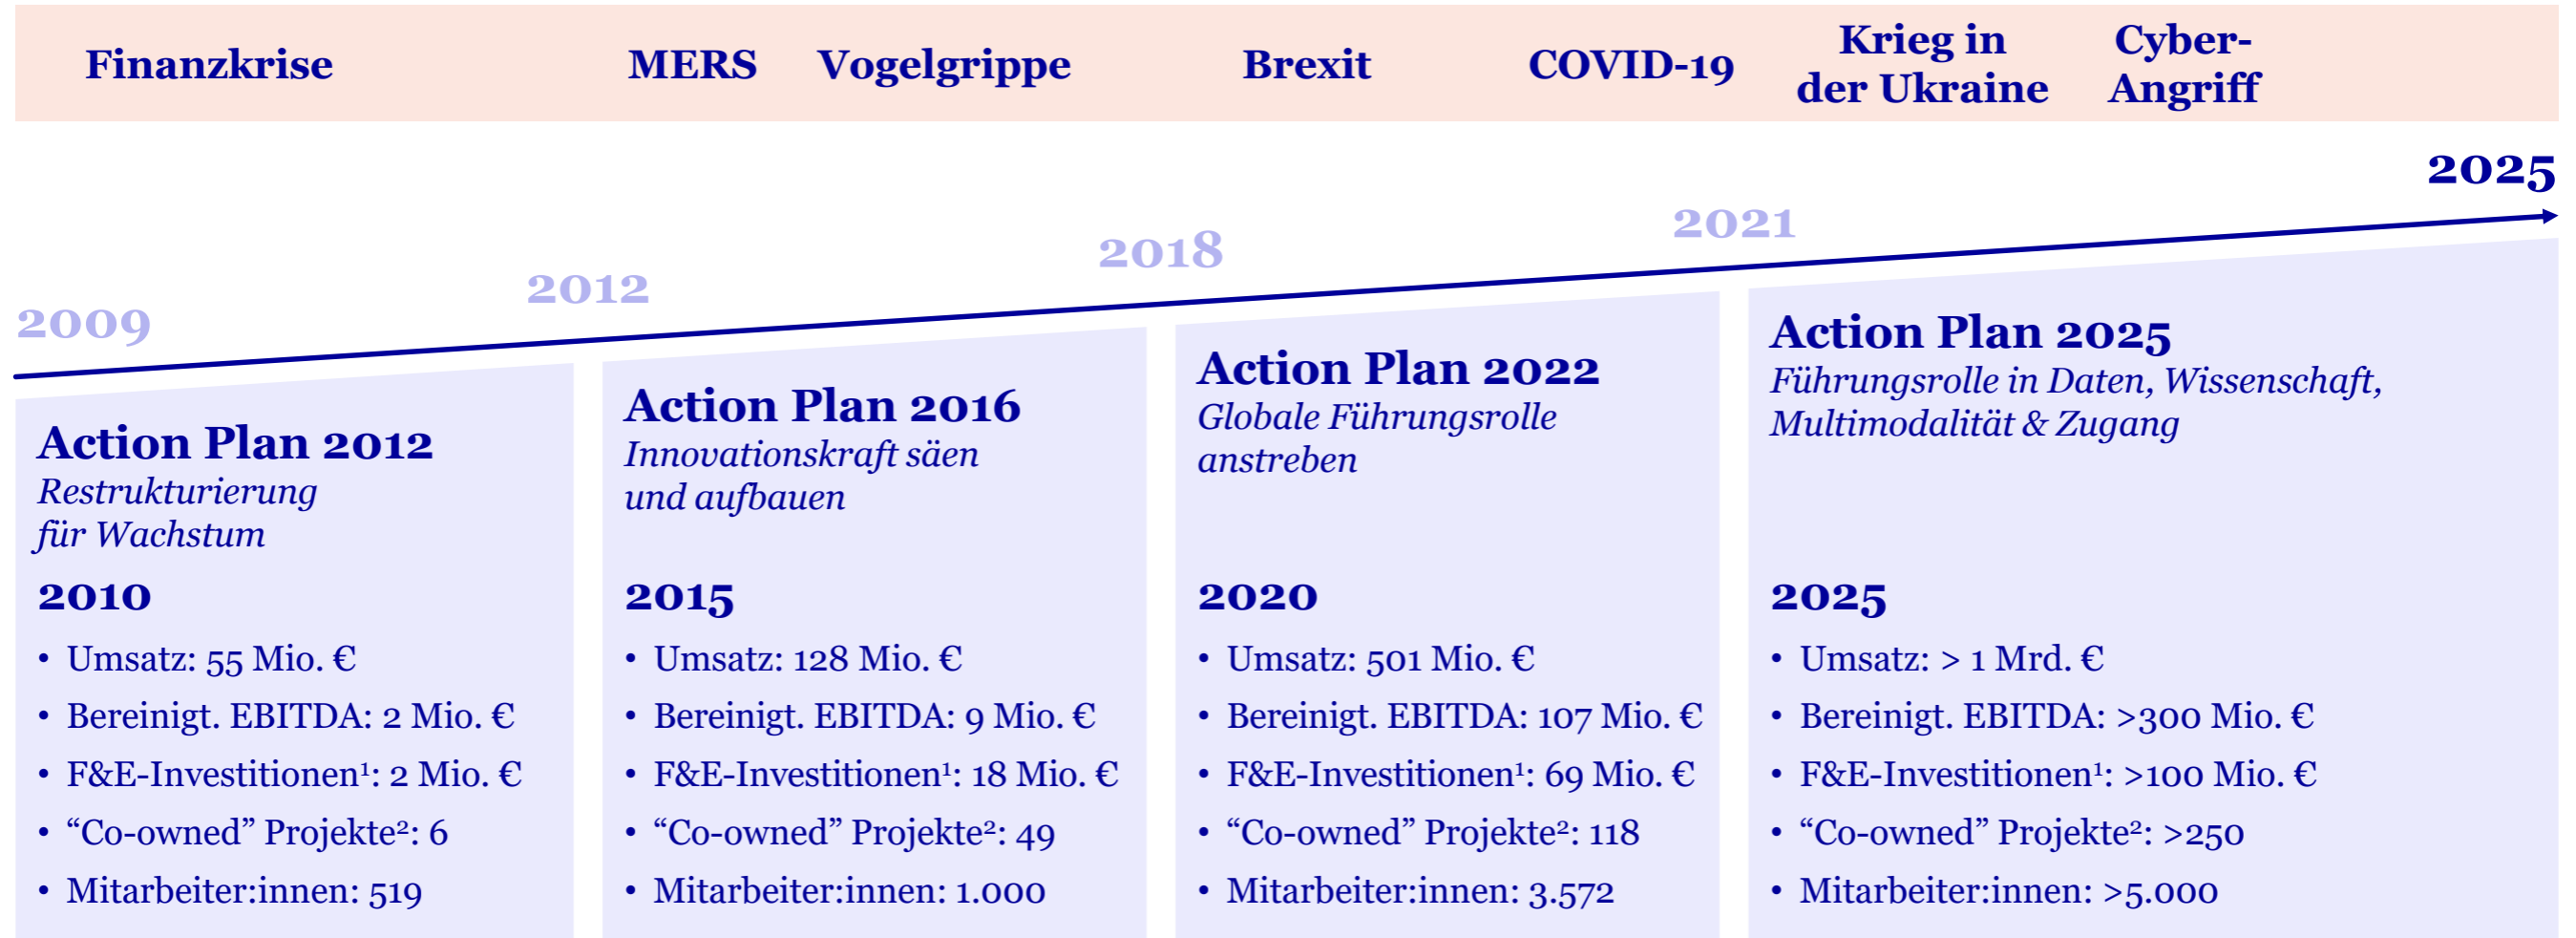 Finanzkrise
MERS
Vogelgrippe
Brexit
COVID-19
Krieg in
der Ukraine
Cyber-
Angriff
2009
2012
2018
2021
2025
Action Plan 2012
Restrukturierung
für Wachstum
2010
• Umsatz: 55 Mio. €
• Bereinigt. EBITDA: 2 Mio. €
• F&E-Investitionen¹: 2 Mio. €
• “Co-owned” Projekte²: 6
• Mitarbeiter:innen: 519
Action Plan 2016
Innovationskraft säen
und aufbauen
2015
• Umsatz: 128 Mio. €
• Bereinigt. EBITDA: 9 Mio. €
• F&E-Investitionen¹: 18 Mio. €
• “Co-owned” Projekte²: 49
• Mitarbeiter:innen: 1.000
Action Plan 2022
Globale Führungsrolle
anstreben
2020
• Umsatz: 501 Mio. €
• Bereinigt. EBITDA: 107 Mio. €
• F&E-Investitionen¹: 69 Mio. €
• “Co-owned” Projekte²: 118
• Mitarbeiter:innen: 3.572
Action Plan 2025
Führungsrolle in Daten, Wissenschaft,
Multimodalität & Zugang
2025
• Umsatz: > 1 Mrd. €
• Bereinigt. EBITDA: >300 Mio. €
• F&E-Investitionen¹: >100 Mio. €
• “Co-owned” Projekte²: >250
• Mitarbeiter:innen: >5.000